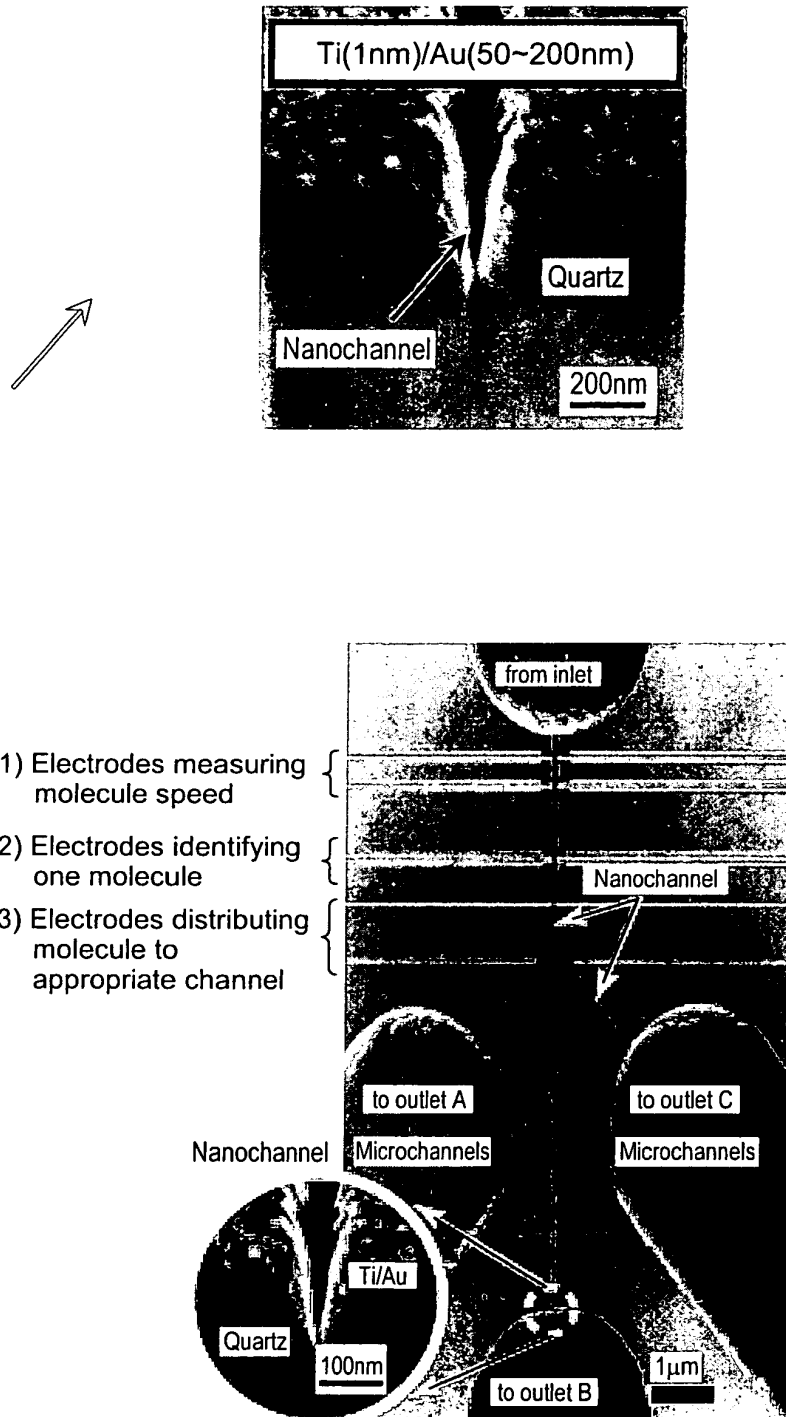 Ti(1nm)/Au(50~200nm)
Quartz
Nanochannel
200nm
from inlet
1) Electrodes measuring
molecule speed
2) Electrodes identifying
one molecule
Nanochannel
3) Electrodes distributing
molecule to
appropriate channel
to outlet A
to outlet C
Nanochannel
Microchannels
Microchannels
Ti/Au
Quartz
100nm
to outlet B
1μm